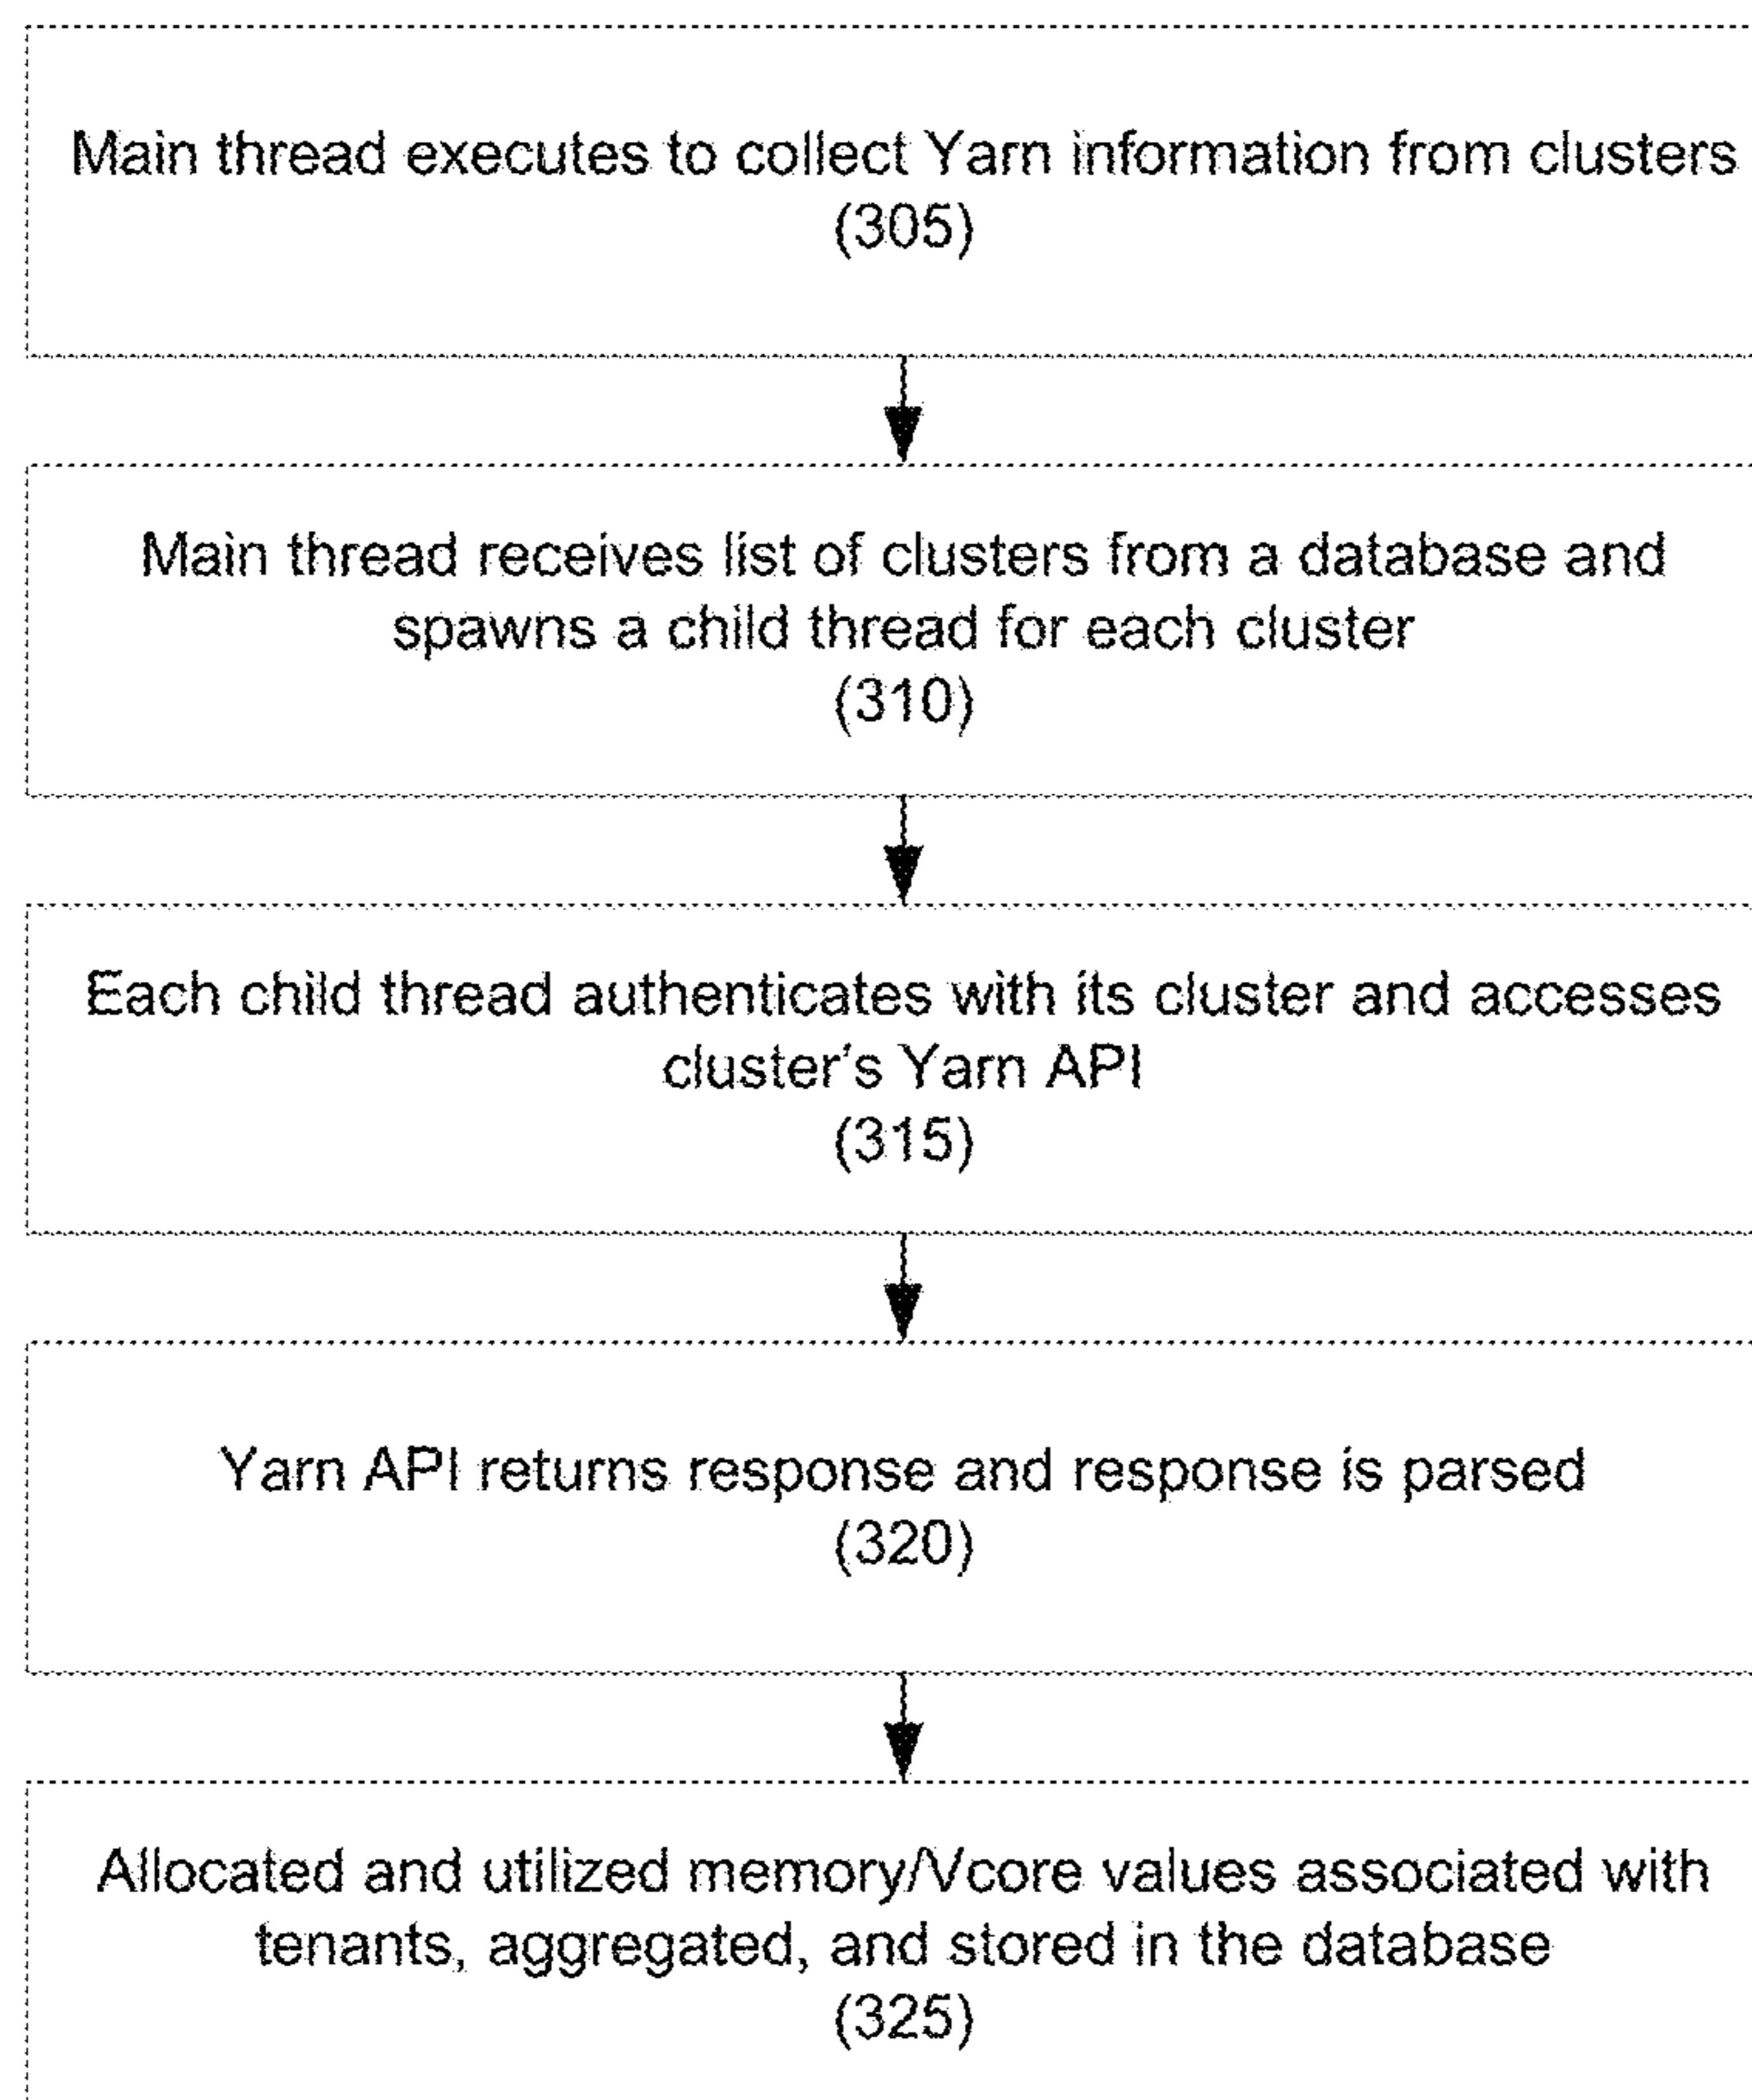 Main thread executes to collect Yarn information from clusters
(305)
Main thread receives list of clusters from a database and
spawns a child thread for each cluster
(310)
Each child thread authenticates with its cluster and accesses
cluster's Yarn API
(315)
Yarn API returns response and response is parsed
(320)
Allocated and utilized memory/Vcore values associated with
tenants, aggregated, and stored in the database
(325)